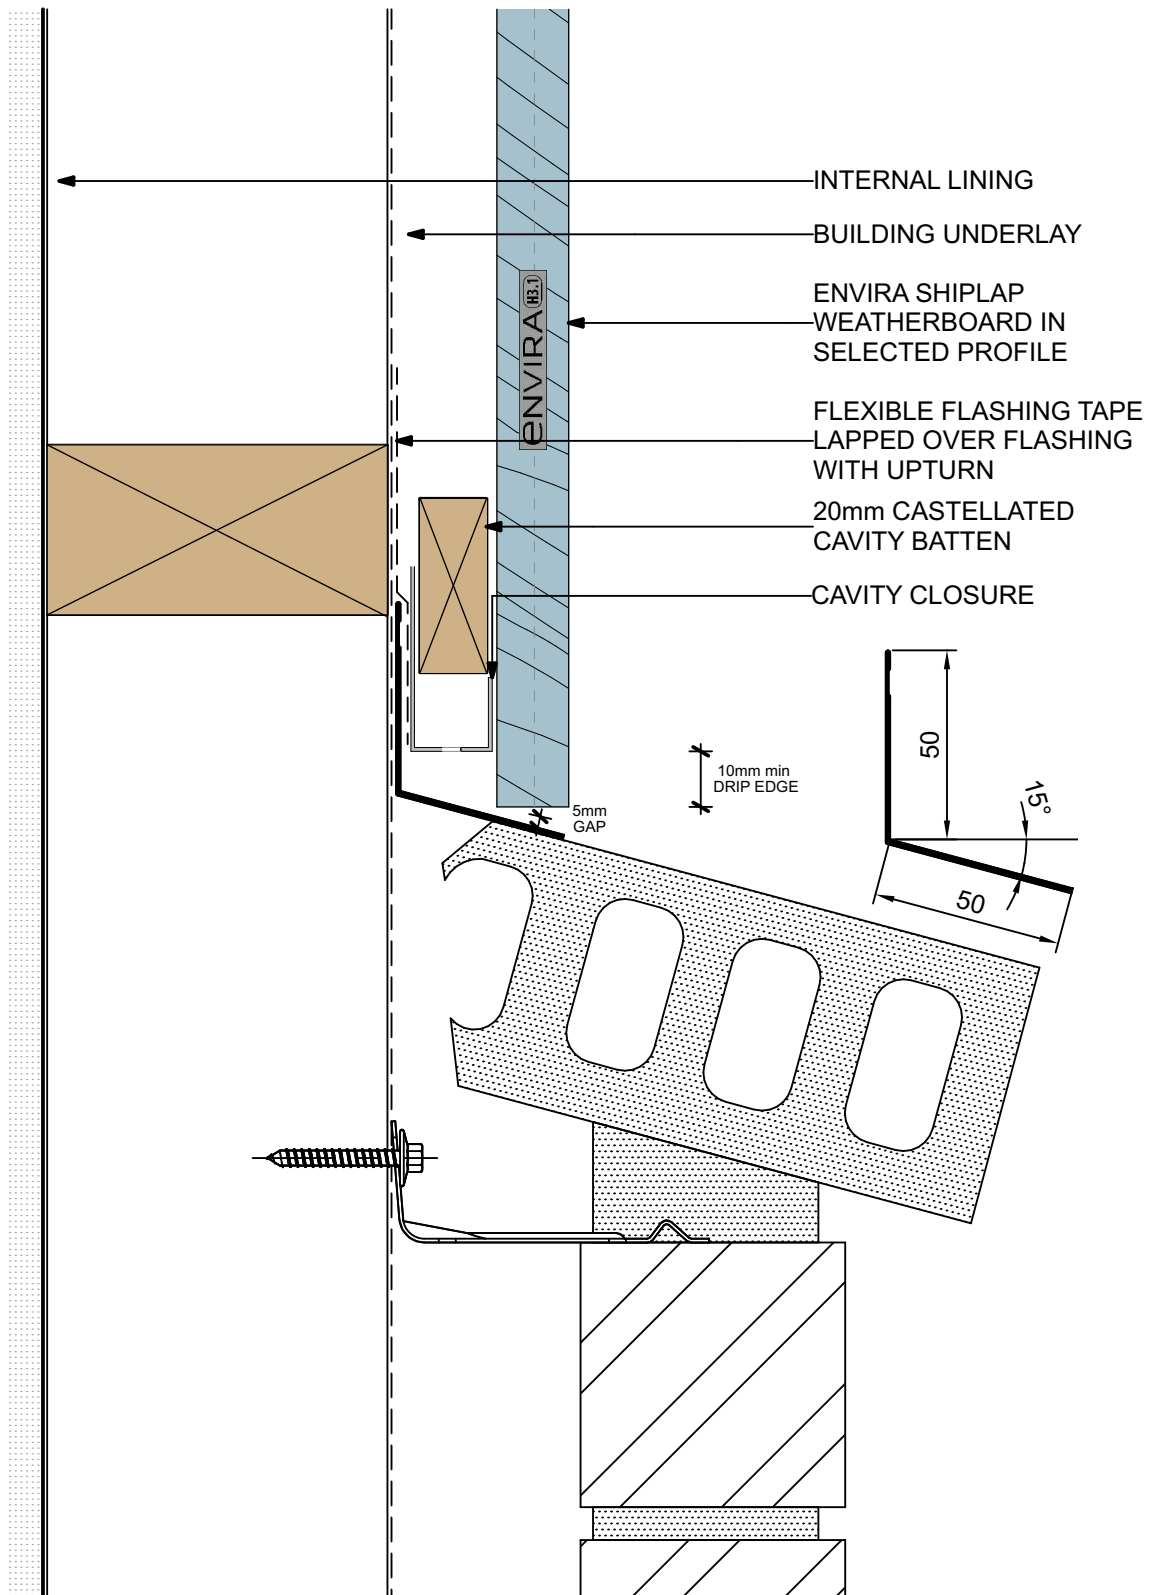 INTERNAL LINING
BUILDING UNDERLAY
ENVIRA SHIPLAP
WEATHERBOARD IN
SELECTED PROFILE
eNVIRA H3.1
FLEXIBLE FLASHING TAPE
LAPPED OVER FLASHING
WITH UPTURN
20mm CASTELLATED
CAVITY BATTEN
CAVITY CLOSURE
50
10mm min
DRIP EDGE
15°
5mm
GAP
50